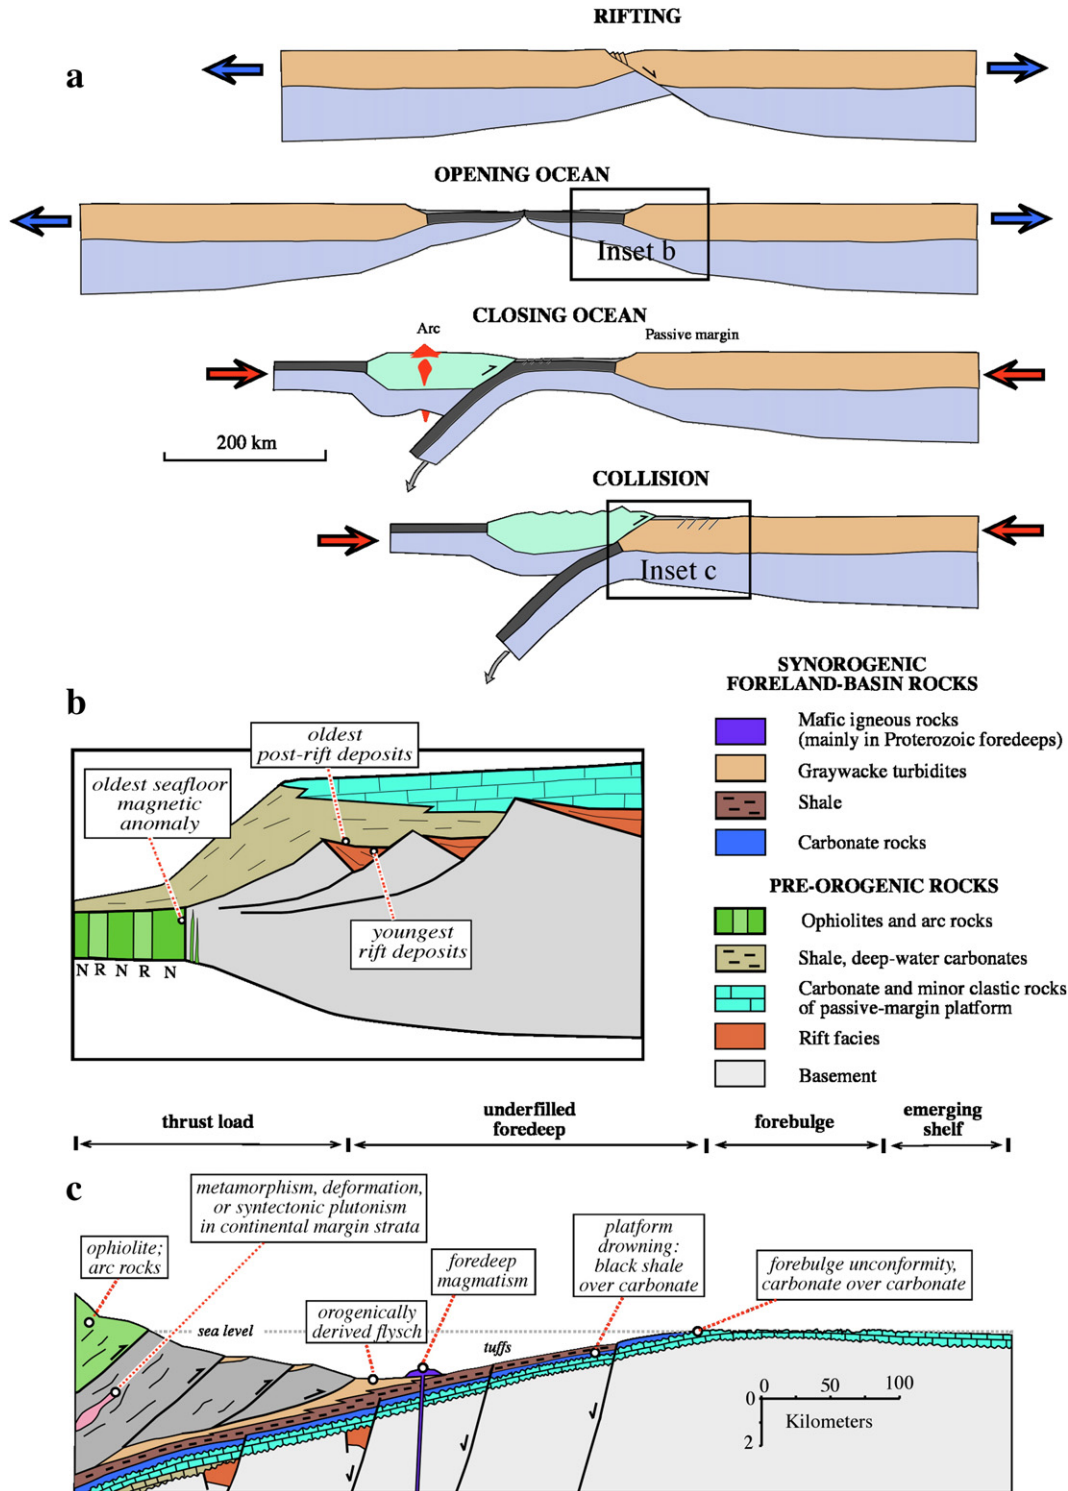 RIFTING
a
OPENING OCEAN
Inset b
CLOSING OCEAN
Arc
Passive margin
200 km
COLLISION
Inset c
SYNOROGENIC
FORELAND-BASIN ROCKS
Mafic igneous rocks
(mainly in Proterozoic foredeeps)
Graywacke turbidites
Shale
Carbonate rocks
PRE-OROGENIC ROCKS
Ophiolites and arc rocks
Shale, deep-water carbonates
Carbonate and minor clastic rocks
of passive-margin platform
Rift facies
Basement
b
oldest
post-rift deposits
oldest seafloor
magnetic
anomaly
youngest
rift deposits
N R N R N
thrust load
underfilled
foredeep
forebulge
emerging
shelf
c
metamorphism, deformation,
or syntectonic plutonism
in continental margin strata
ophiolite;
arc rocks
foredeep
magmatism
platform
drowning:
black shale
over carbonate
forebulge unconformity,
carbonate over carbonate
orogenically
derived flysch
sea level
tuffs
0 50 100
Kilometers
0
2